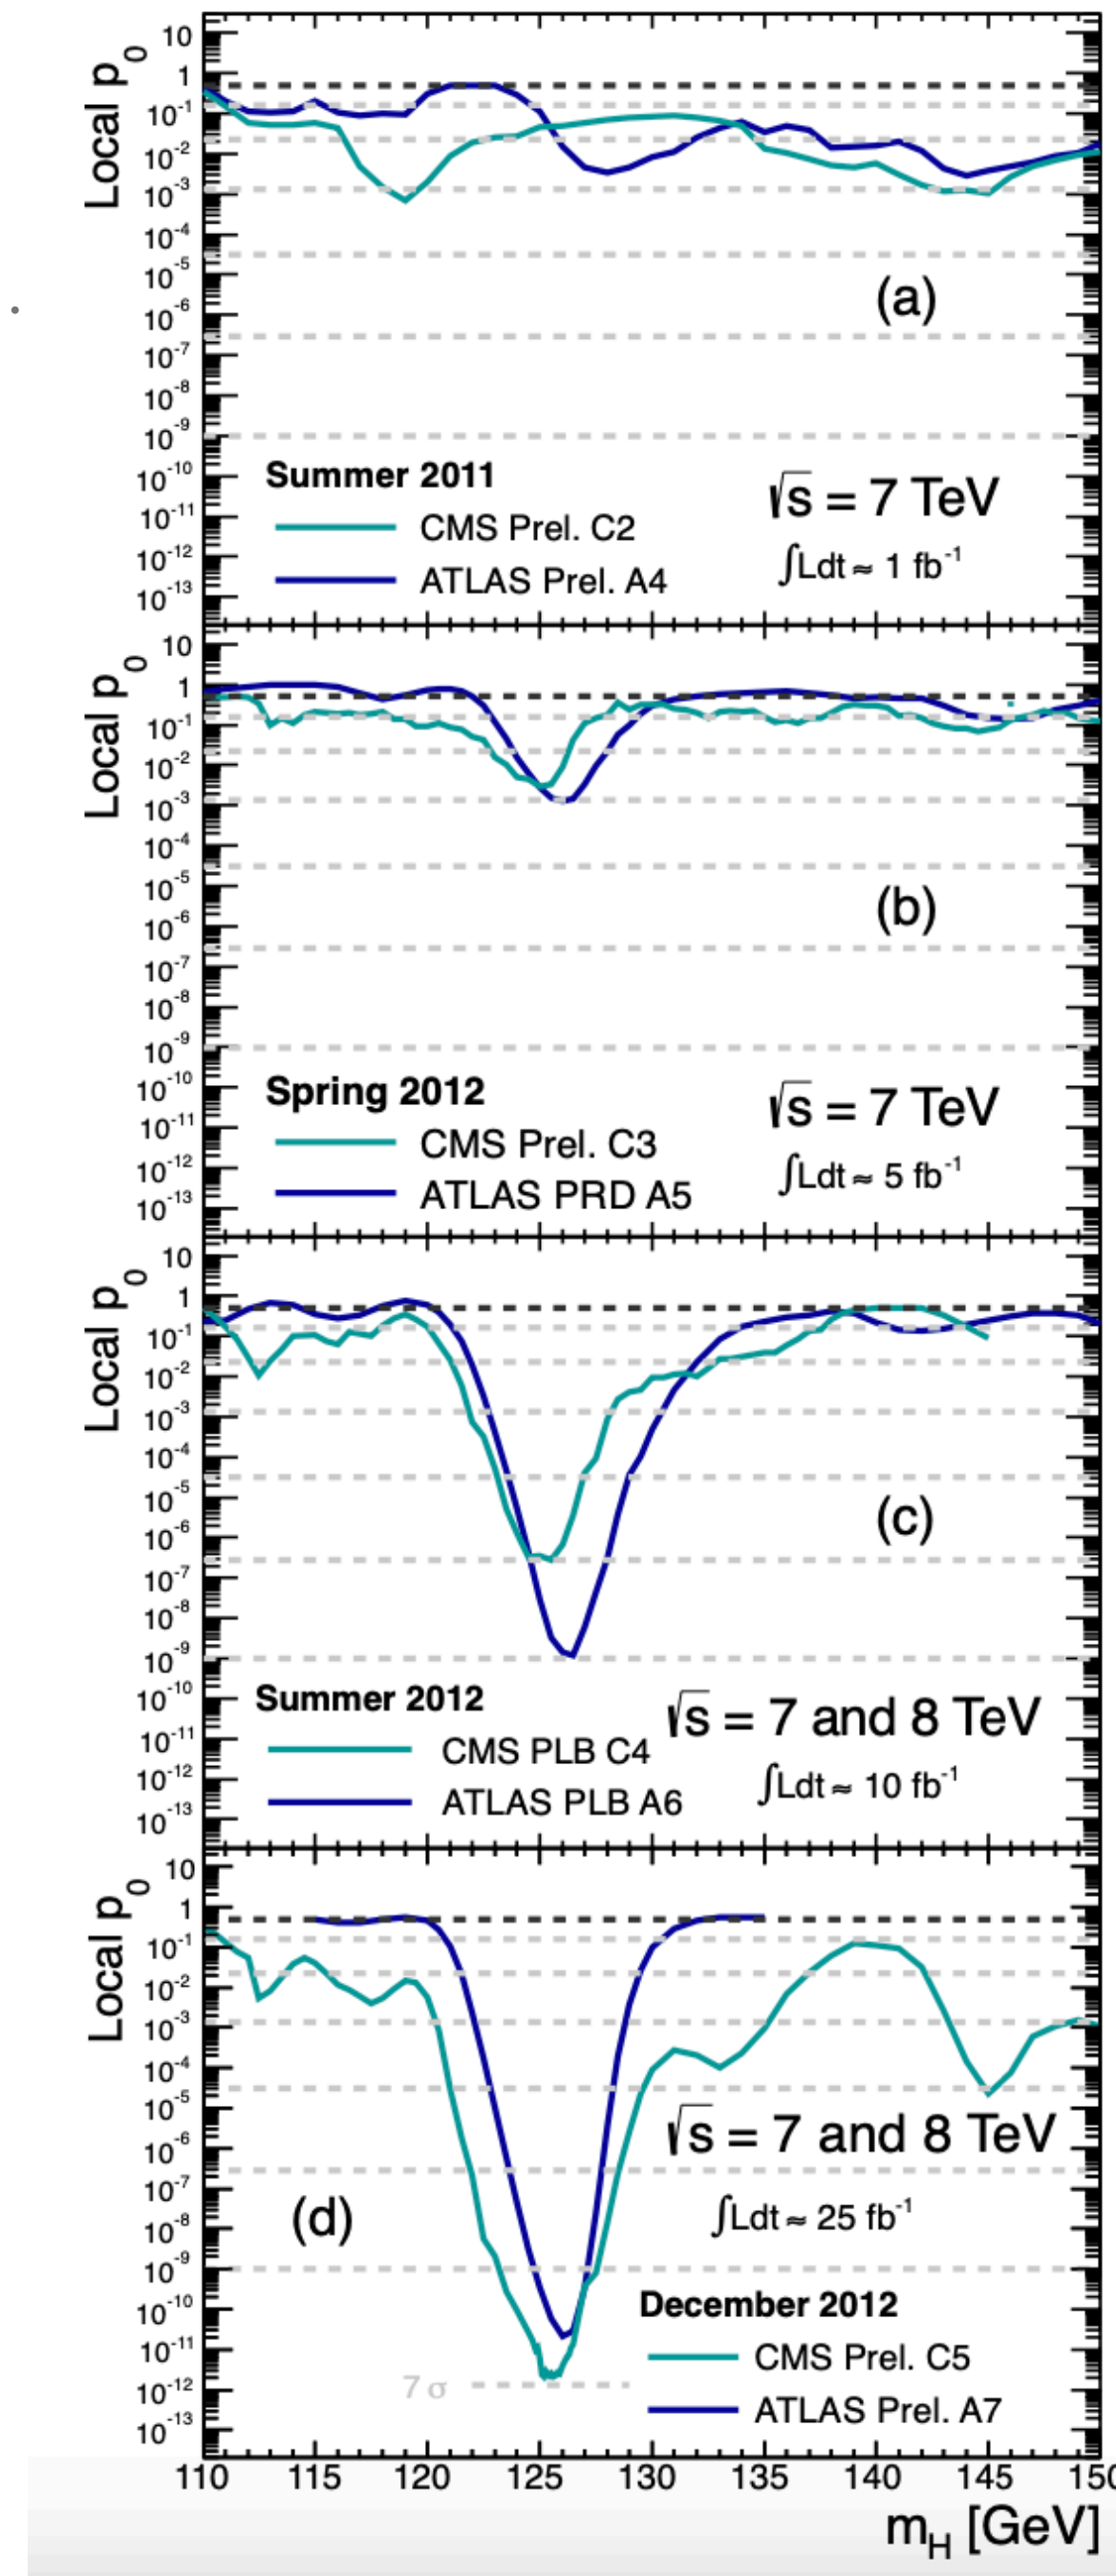 Local p0
10
1
10-1
10-2
10-3
10-4
10-5
10-6
10-7
10-8
10-9
10-10
10-11
10-12
10-13
(a)
Summer 2011
CMS Prel. C2
ATLAS Prel. A4
√s = 7 TeV
∫Ldt ≈ 1 fb-1
Local p0
10
1
10-1
10-2
10-3
10-4
10-5
10-6
10-7
10-8
10-9
10-10
10-11
10-12
10-13
(b)
Spring 2012
CMS Prel. C3
ATLAS PRD A5
√s = 7 TeV
∫Ldt ≈ 5 fb-1
Local p0
10
1
10-1
10-2
10-3
10-4
10-5
10-6
10-7
10-8
10-9
10-10
10-11
10-12
10-13
(c)
Summer 2012
CMS PLB C4
ATLAS PLB A6
√s = 7 and 8 TeV
∫Ldt ≈ 10 fb-1
Local p0
10
1
10-1
10-2
10-3
10-4
10-5
10-6
10-7
10-8
10-9
10-10
10-11
10-12
10-13
√s = 7 and 8 TeV
(d)
∫Ldt ≈ 25 fb-1
December 2012
CMS Prel. C5
ATLAS Prel. A7
7 σ
110 115 120 125 130 135 140 145 150
mH [GeV]